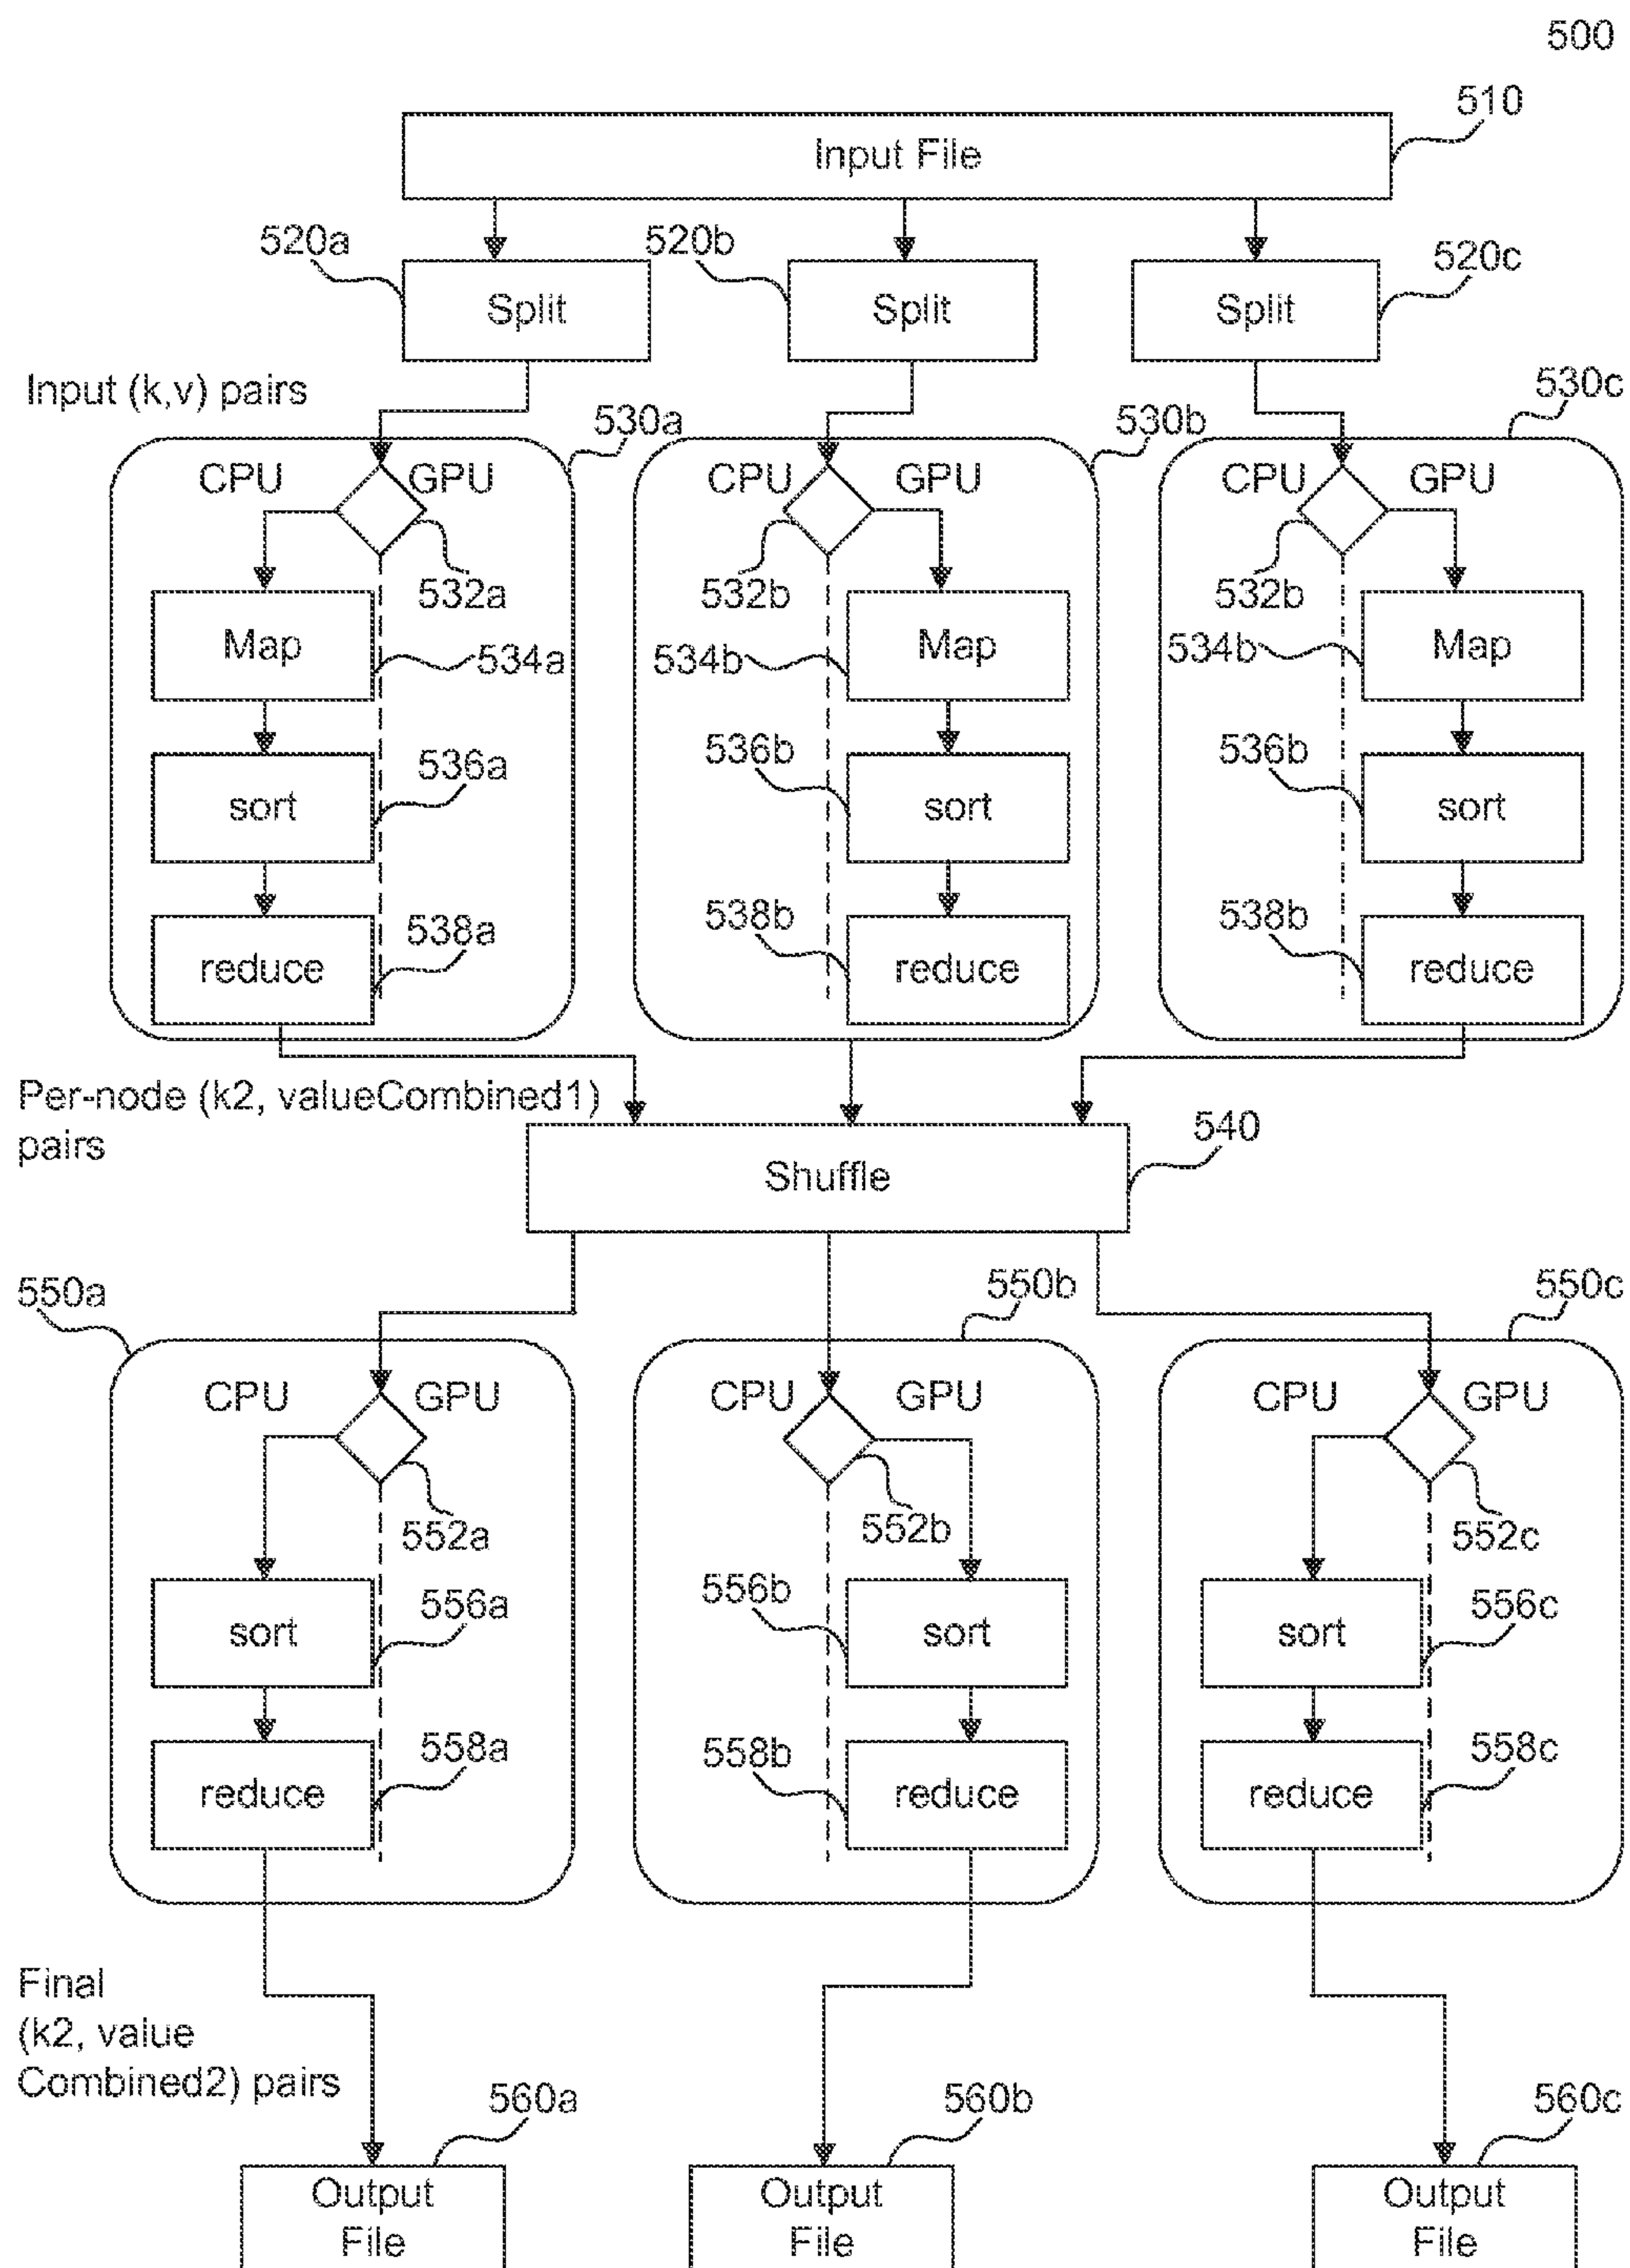 500
510
Input File
520a
520b
520c
Split
Split
Split
Input (k,v) pairs
530a
530b
530c
CPU
GPU
CPU
GPU
CPU
GPU
532a
532b
532b
Map
534a
534b
Map
534b
Map
sort
536a
536b
sort
536b
sort
reduce
538a
538b
reduce
538b
reduce
Per-node (k2, valueCombined1)
pairs
540
Shuffle
550a
550b
550c
CPU
GPU
CPU
GPU
CPU
GPU
552a
552b
552c
sort
556a
556b
sort
sort
556c
reduce
558a
558b
reduce
reduce
558c
Final
(k2, value
Combined2) pairs
560a
560b
560c
Output
File
Output
File
Output
File